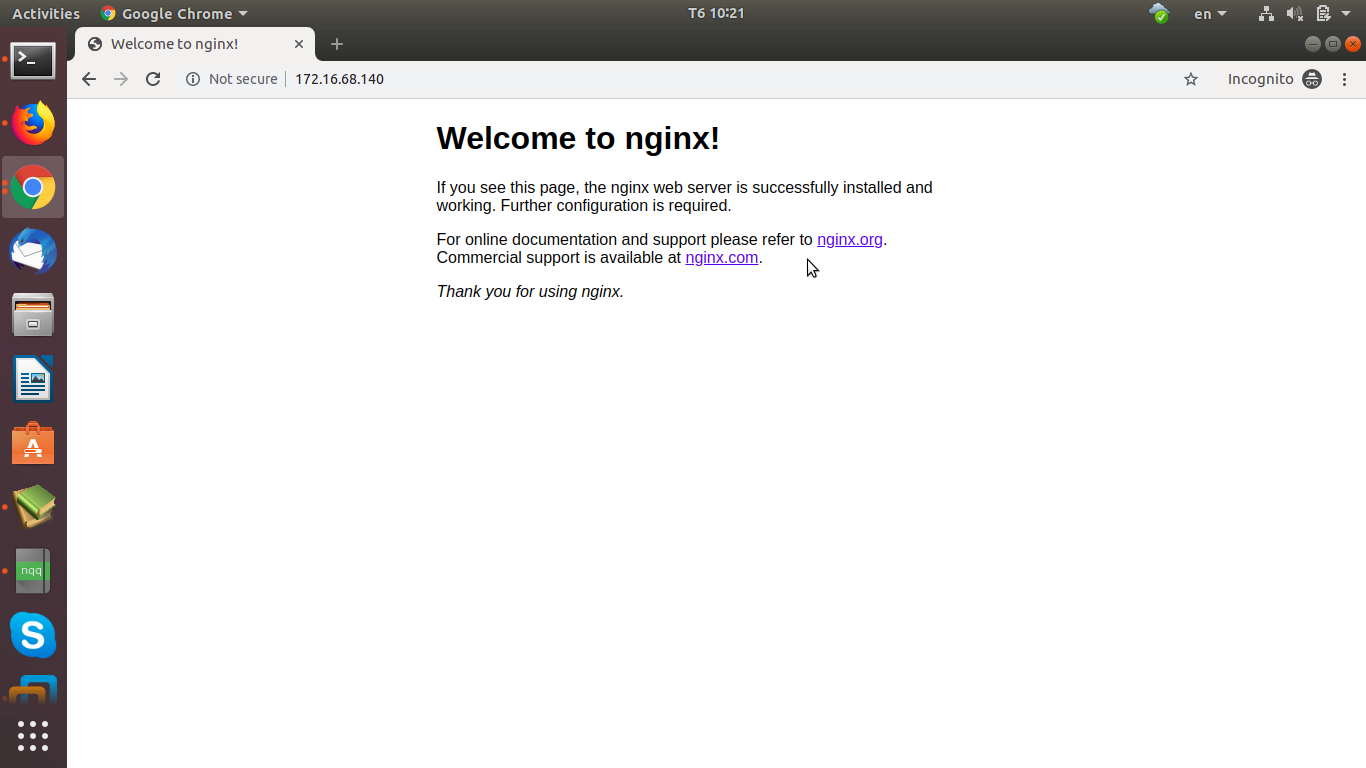 Activities
Google Chrome
T6 10:21
en
Welcome to nginx!
Not secure
172.16.68.140
Incognito
Welcome to nginx!
If you see this page, the nginx web server is successfully installed and
working. Further configuration is required.
For online documentation and support please refer to nginx.org.
Commercial support is available at nginx.com.
Thank you for using nginx.
nqq